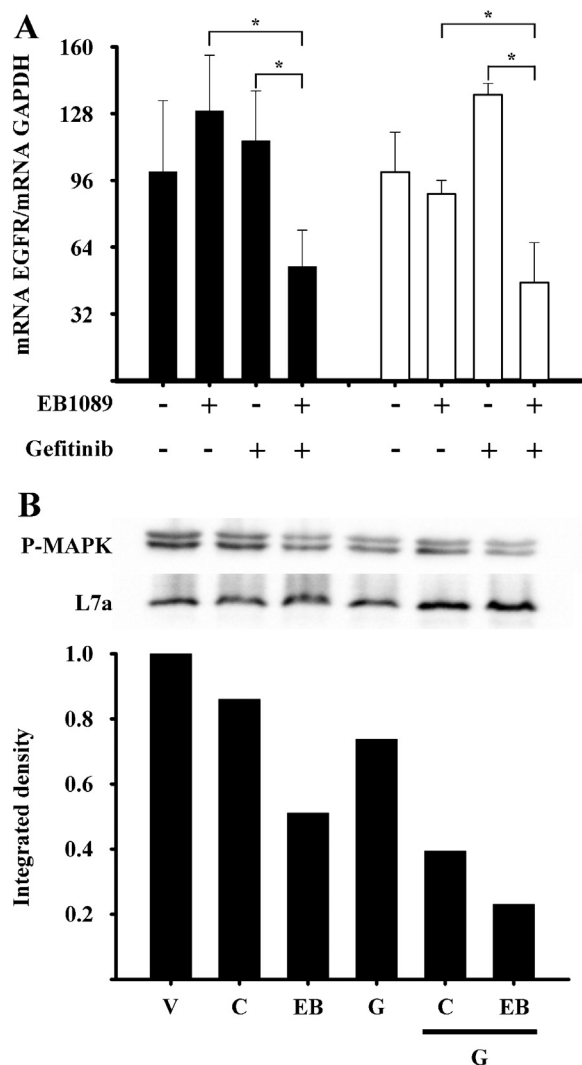 A
* *
* *
160
128
96
64
32
mRNA EGFR/mRNA GAPDH
EB1089 - + - + - + - +
Gefitinib - - + + - - + +
B
P-MAPK
L7a
1.0
0.8
0.6
0.4
0.2
Integrated density
V C EB G C EB
G